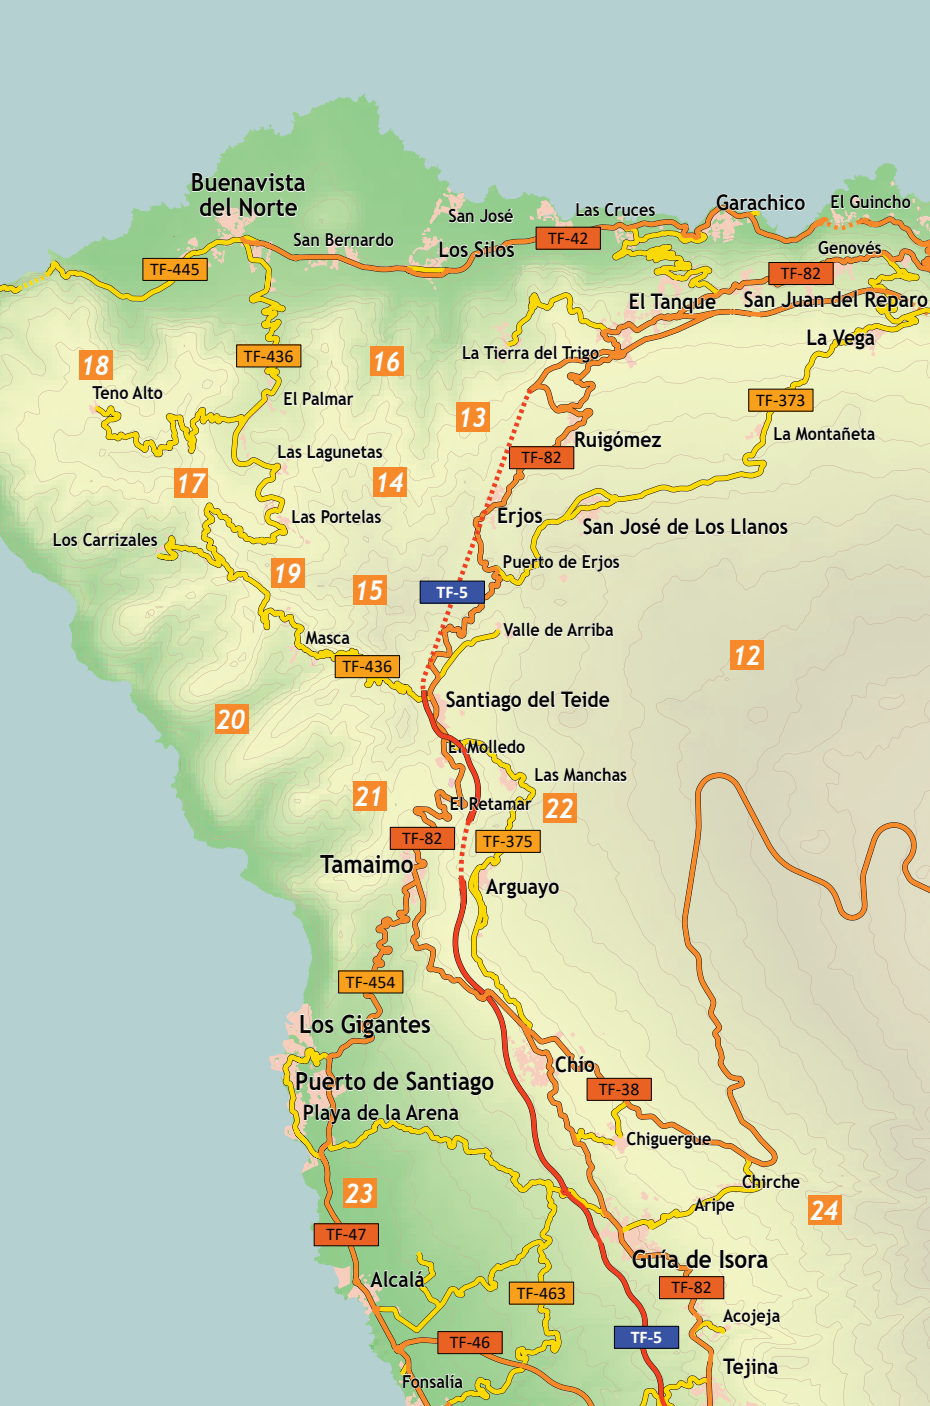 Buenavista
del Norte
San José
Las Cruces
Garachico
El Guincho
San Bernardo
Los Silos
TF-42
Genovés
TF-445
TF-82
El Tanque
San Juan del Reparo
La Vega
TF-436
La Tierra del Trigo
16
18
Teno Alto
El Palmar
TF-373
13
La Montañeta
Ruigómez
Las Lagunetas
TF-82
17
14
Las Portelas
Erjos
San José de Los Llanos
Los Carrizales
Puerto de Erjos
19
15
TF-5
Masca
Valle de Arriba
12
TF-436
Santiago del Teide
20
El Molledo
Las Manchas
21
El Retamar
22
TF-82
TF-375
Tamaimo
Arguayo
TF-454
Los Gigantes
Chío
Puerto de Santiago
TF-38
Playa de la Arena
Chiguergue
Chirche
23
Aripe
24
TF-47
Guía de Isora
Alcalá
TF-463
TF-82
Acojeja
TF-46
TF-5
Tejina
Fonsalía